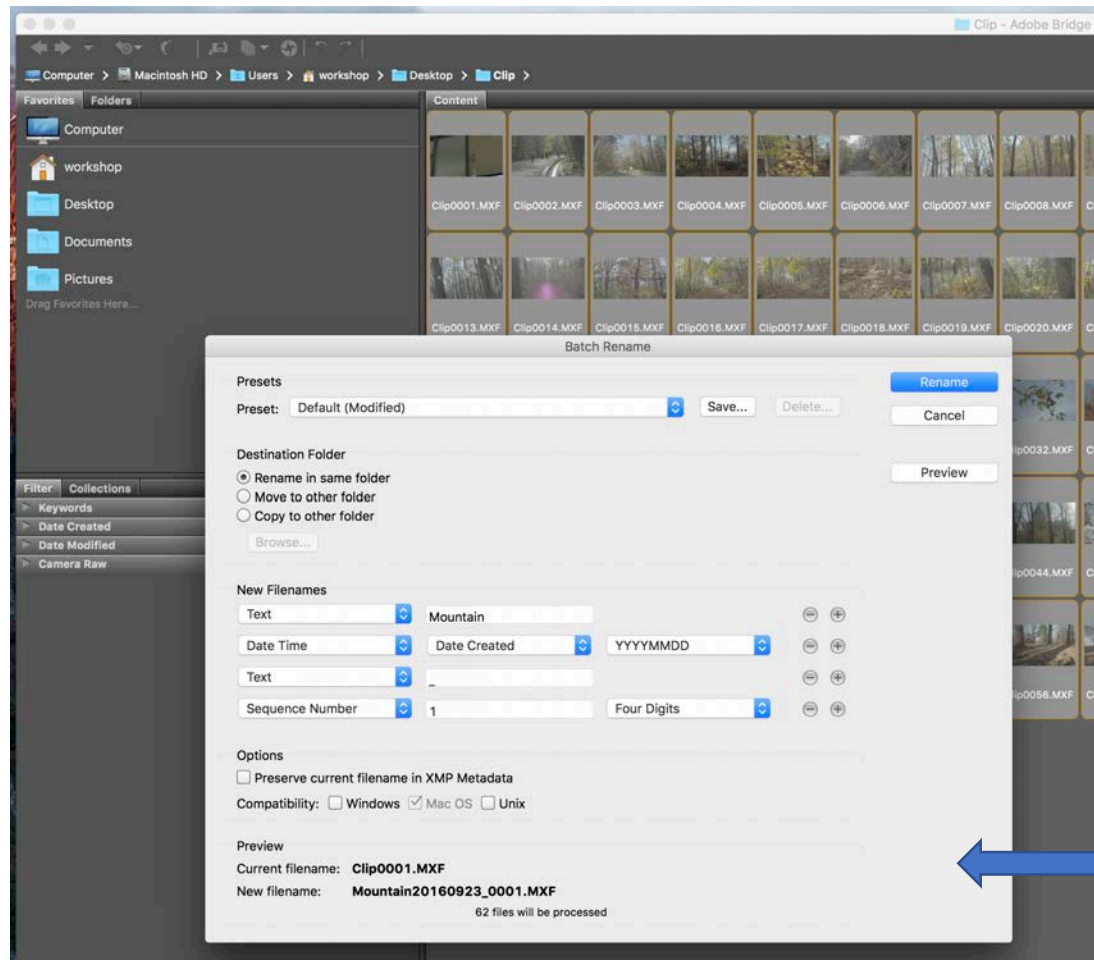 Clip - Adobe Bridge
Computer > Macintosh HD > Users > workshop > Desktop > Clip >
Favorites Folders
Content
Computer
workshop
Desktop
Documents
Pictures
Drag Favorites Here...
Clip0001.MXF Clip0002.MXF Clip0003.MXF Clip0004.MXF Clip0005.MXF Clip0006.MXF Clip0007.MXF Clip0008.MXF
Clip0013.MXF Clip0014.MXF Clip0015.MXF Clip0016.MXF Clip0017.MXF Clip0018.MXF Clip0019.MXF Clip0020.MXF
lip0032.MXF
lip0044.MXF
lip0056.MXF
Filter Collections
Keywords
Date Created
Date Modified
Camera Raw
Batch Rename
Presets
Rename
Preset: Default (Modified) Save... Delete...
Cancel
Destination Folder
Preview
Rename in same folder
Move to other folder
Copy to other folder
Browse...
New Filenames
Text Mountain
Date Time Date Created YYYYMMDD
Text _
Sequence Number 1 Four Digits
Options
Preserve current filename in XMP Metadata
Compatibility: Windows Mac OS Unix
Preview
Current filename: Clip0001.MXF
New filename: Mountain20160923_0001.MXF
62 files will be processed